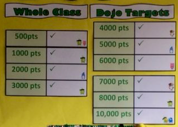 Whole Class
Dojo Targets
500pts
1000 pts
2000 pts
3000 pts
4000 pts
5000 pts
6000 pts
7000 pts
8000 pts
10,000 pts